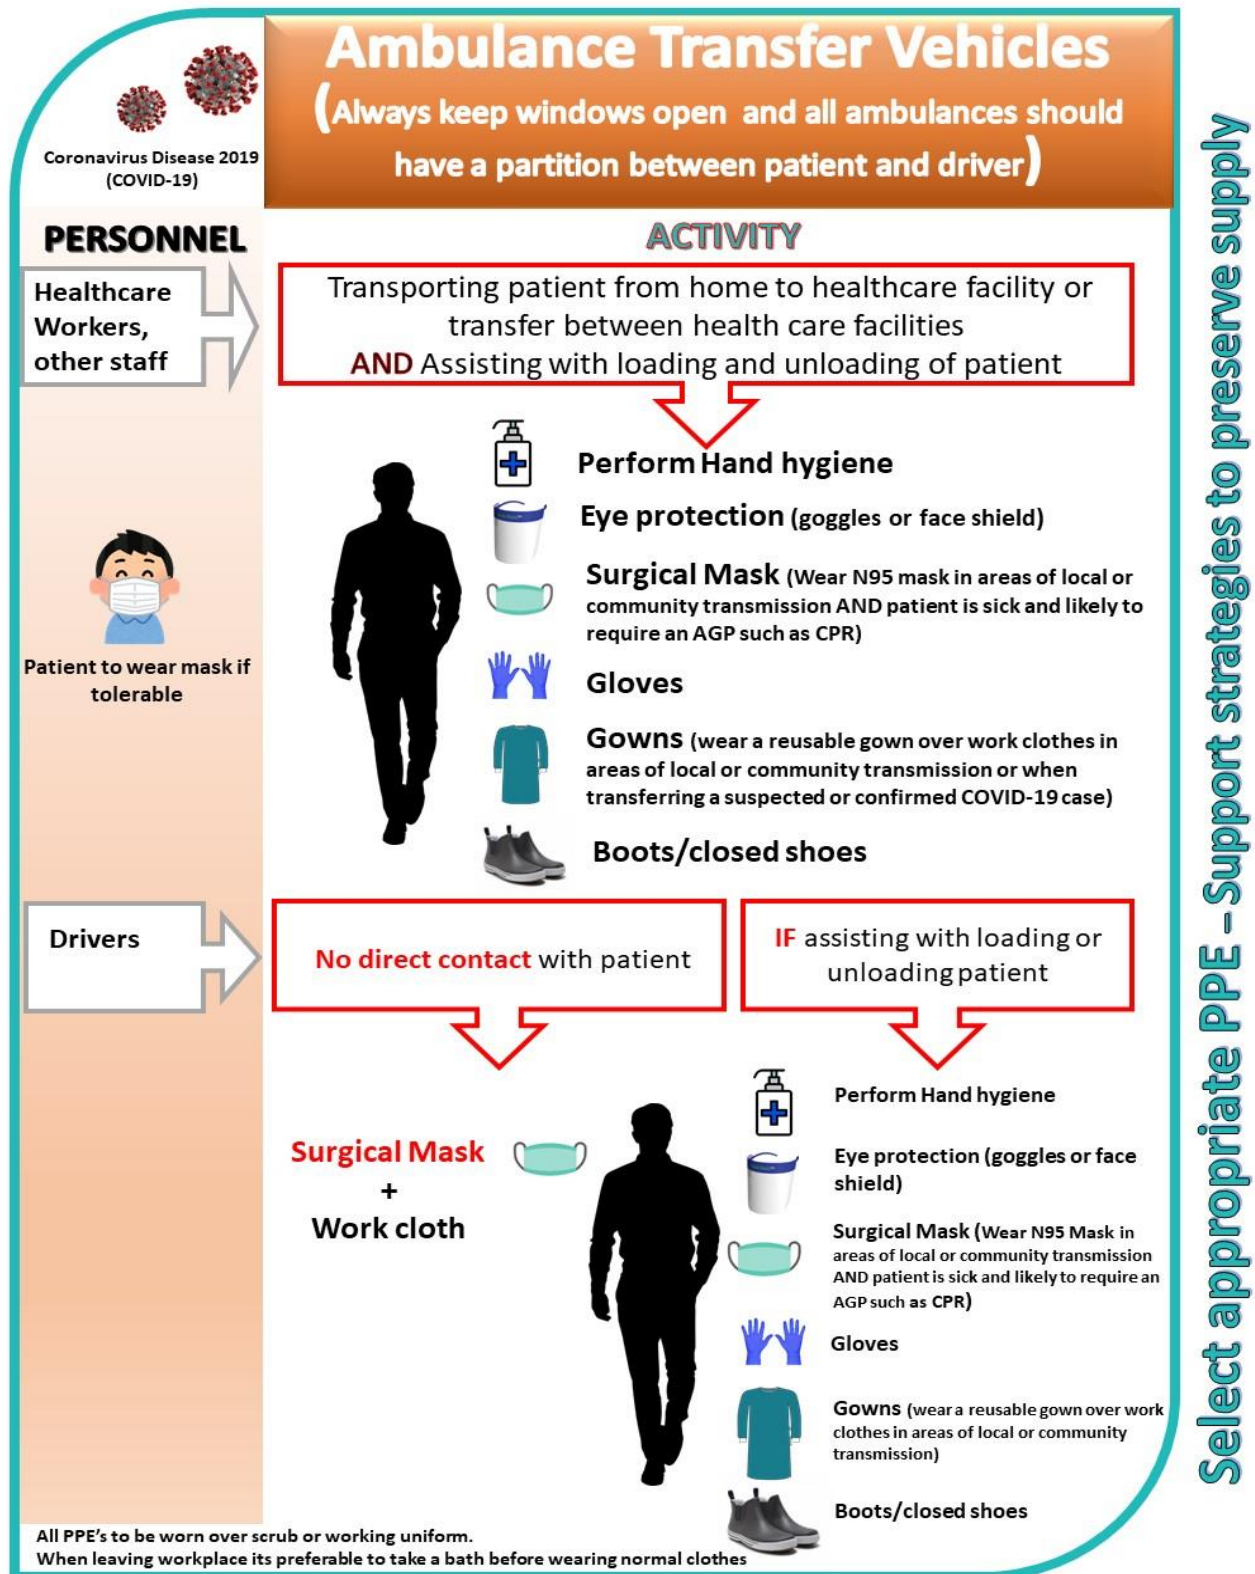 Ambulance Transfer Vehicles
(Always keep windows open and all ambulances should
have a partition between patient and driver)
Coronavirus Disease 2019
(COVID-19)
PERSONNEL
ACTIVITY
Healthcare
Workers,
other staff
Transporting patient from home to healthcare facility or
transfer between health care facilities
AND Assisting with loading and unloading of patient
Perform Hand hygiene
Eye protection (goggles or face shield)
Surgical Mask (Wear N95 mask in areas of local or
community transmission AND patient is sick and likely to
require an AGP such as CPR)
Gloves
Gowns (wear a reusable gown over work clothes in
areas of local or community transmission or when
transferring a suspected or confirmed COVID-19 case)
Boots/closed shoes
Patient to wear mask if
tolerable
Drivers
No direct contact with patient
Surgical Mask
+
Work cloth
IF assisting with loading or
unloading patient
Perform Hand hygiene
Eye protection (goggles or face
shield)
Surgical Mask (Wear N95 Mask in
areas of local or community transmission
AND patient is sick and likely to require an
AGP such as CPR)
Gloves
Gowns (wear a reusable gown over work
clothes in areas of local or community
transmission)
Boots/closed shoes
All PPE's to be worn over scrub or working uniform.
When leaving workplace its preferable to take a bath before wearing normal clothes
Select appropriate PPE – Support strategies to preserve supply